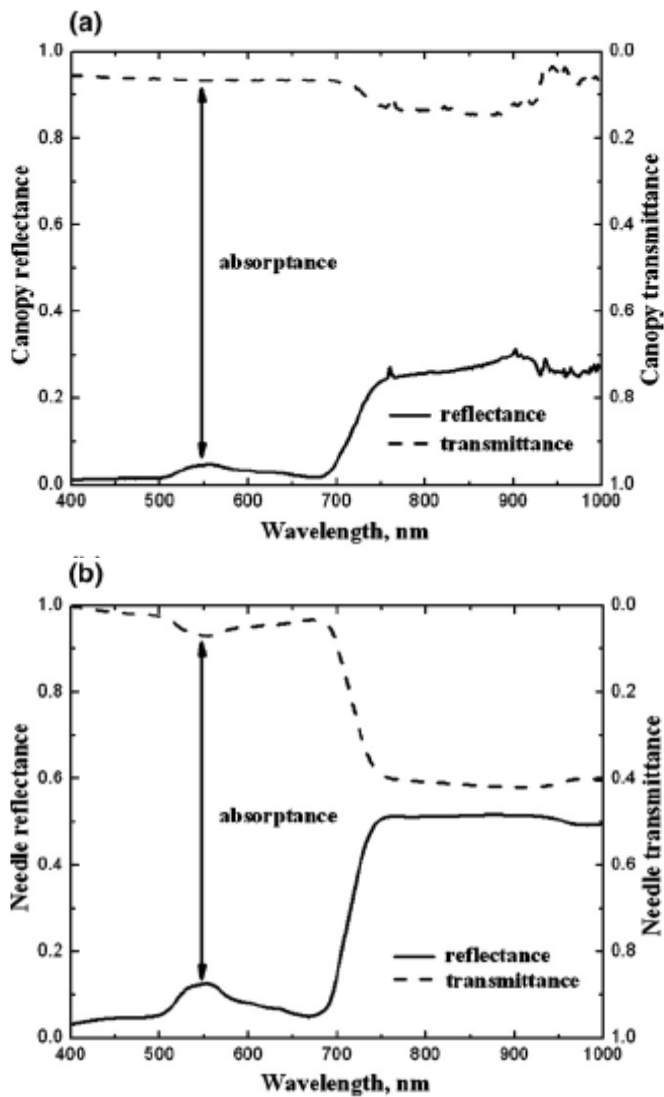 (a)
1.0
0.8
0.6
0.4
0.2
0.0
Canopy reflectance
0.0
0.2
0.4
0.6
0.8
1.0
Canopy transmittance
absorptance
reflectance
transmittance
400 500 600 700 800 900 1000
Wavelength, nm
(b)
1.0
0.8
0.6
0.4
0.2
0.0
Needle reflectance
0.0
0.2
0.4
0.6
0.8
1.0
Needle transmittance
absorptance
reflectance
transmittance
400 500 600 700 800 900 1000
Wavelength, nm